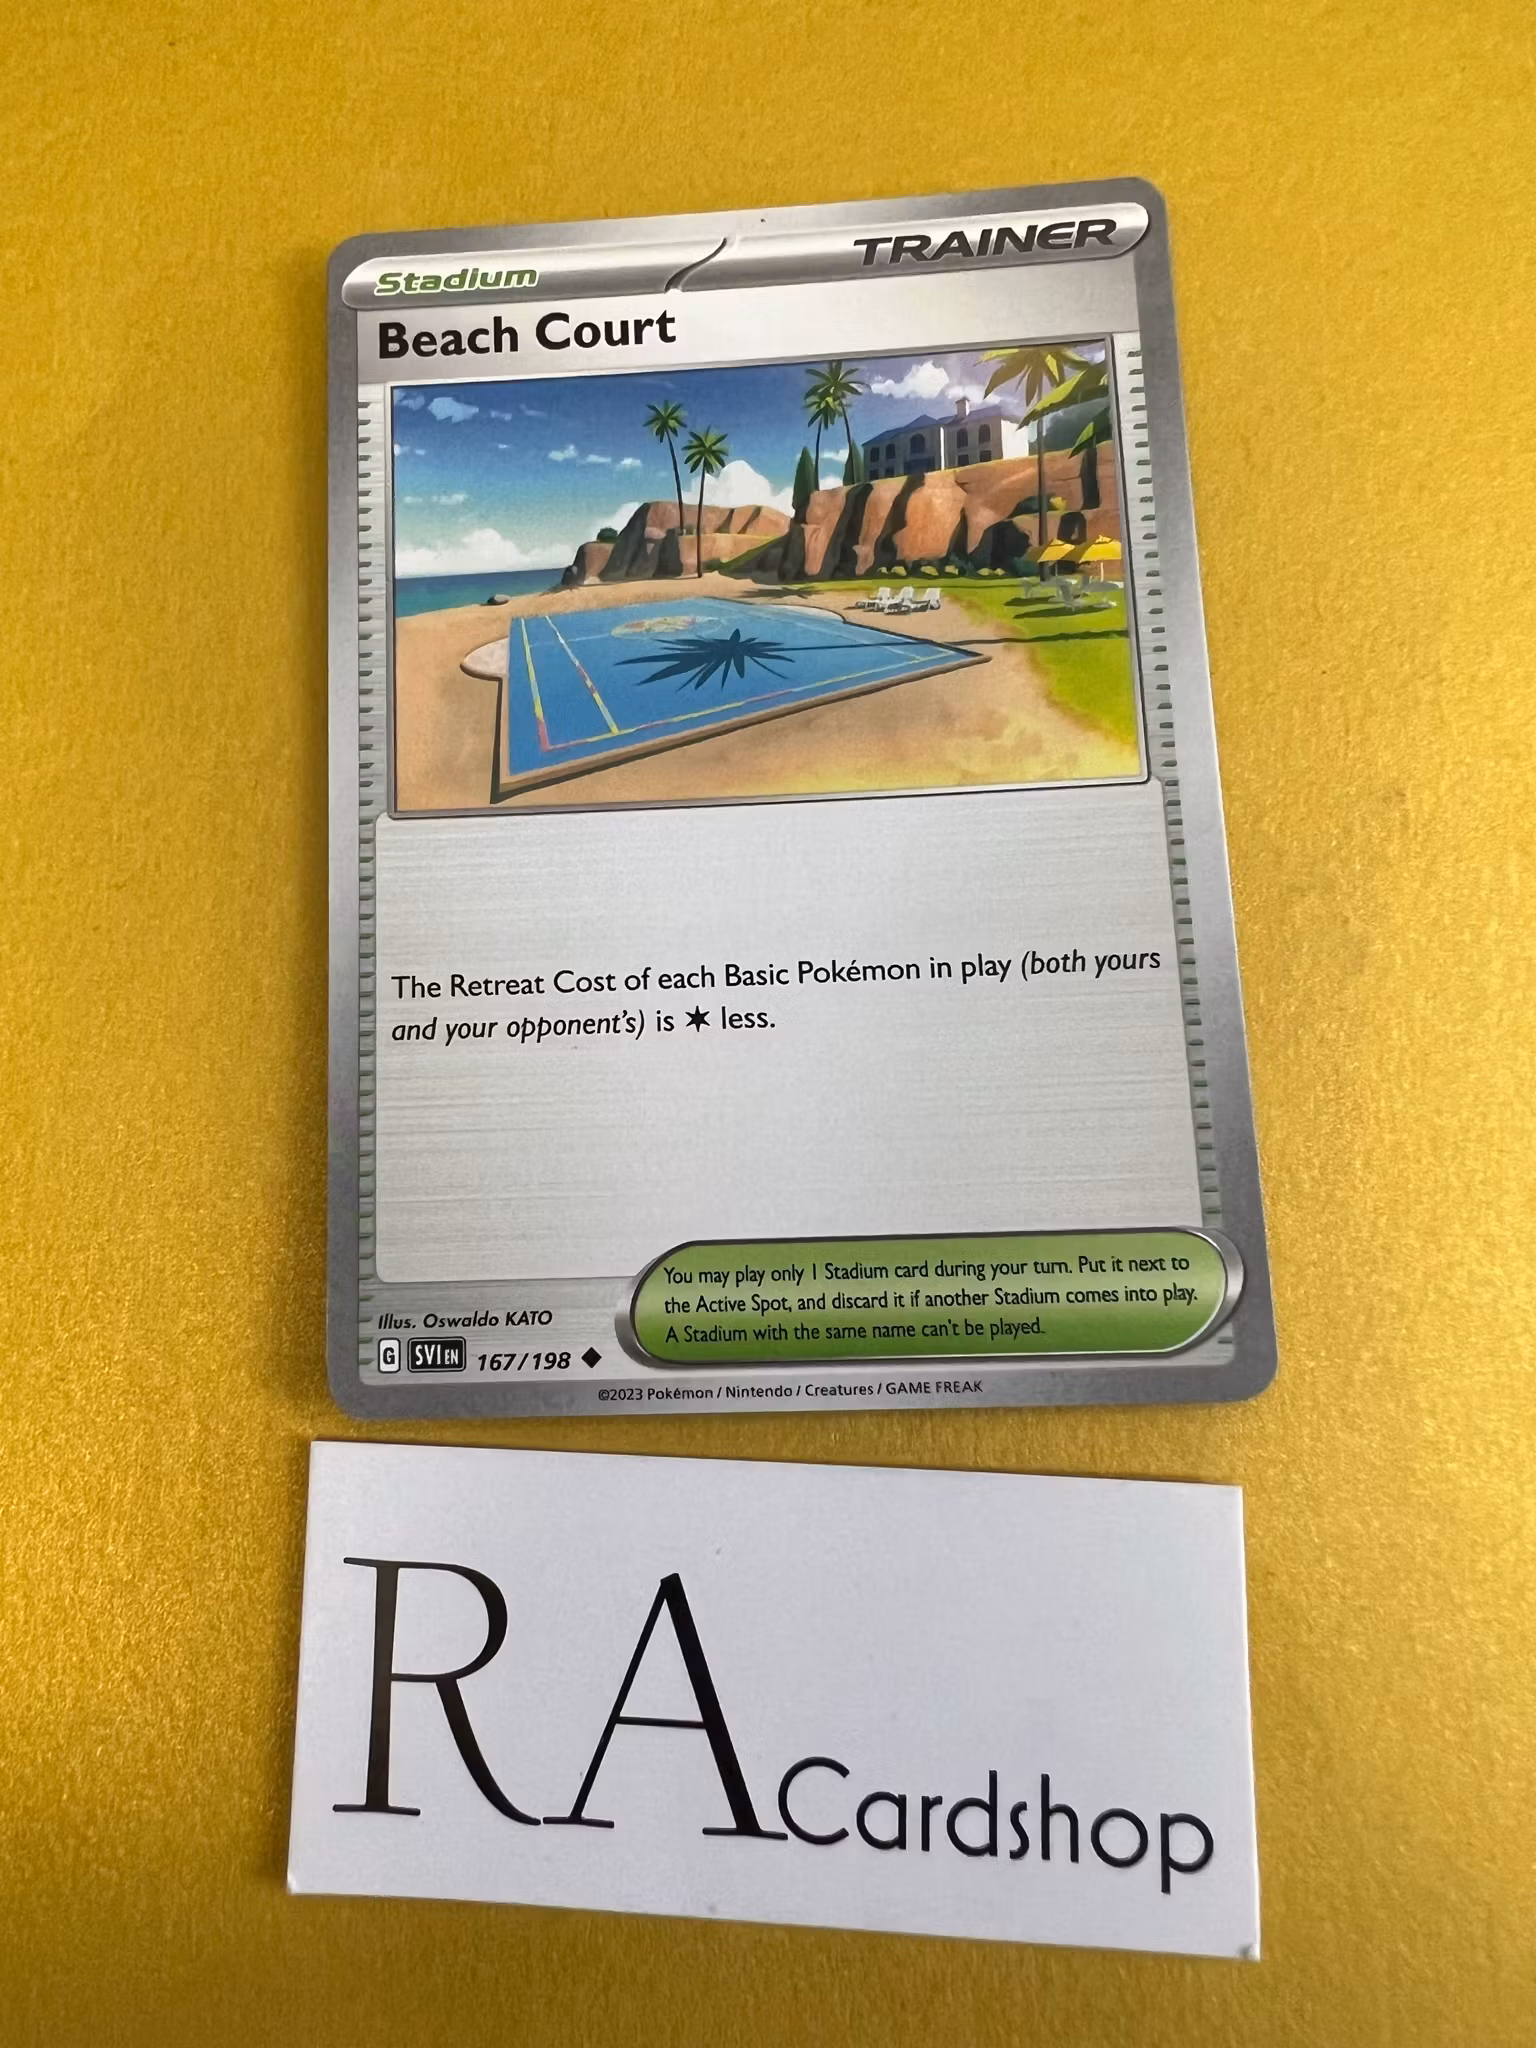 Stadium
TRAINER
Beach Court
The Retreat Cost of each Basic Pokémon in play (both yours
and your opponent's) is ✶ less.
You may play only 1 Stadium card during your turn. Put it next to
the Active Spot, and discard it if another Stadium comes into play.
A Stadium with the same name can't be played.
Illus. Oswaldo KATO
G SVI EN 167/198 ◆
©2023 Pokémon / Nintendo / Creatures / GAME FREAK
RA Cardshop